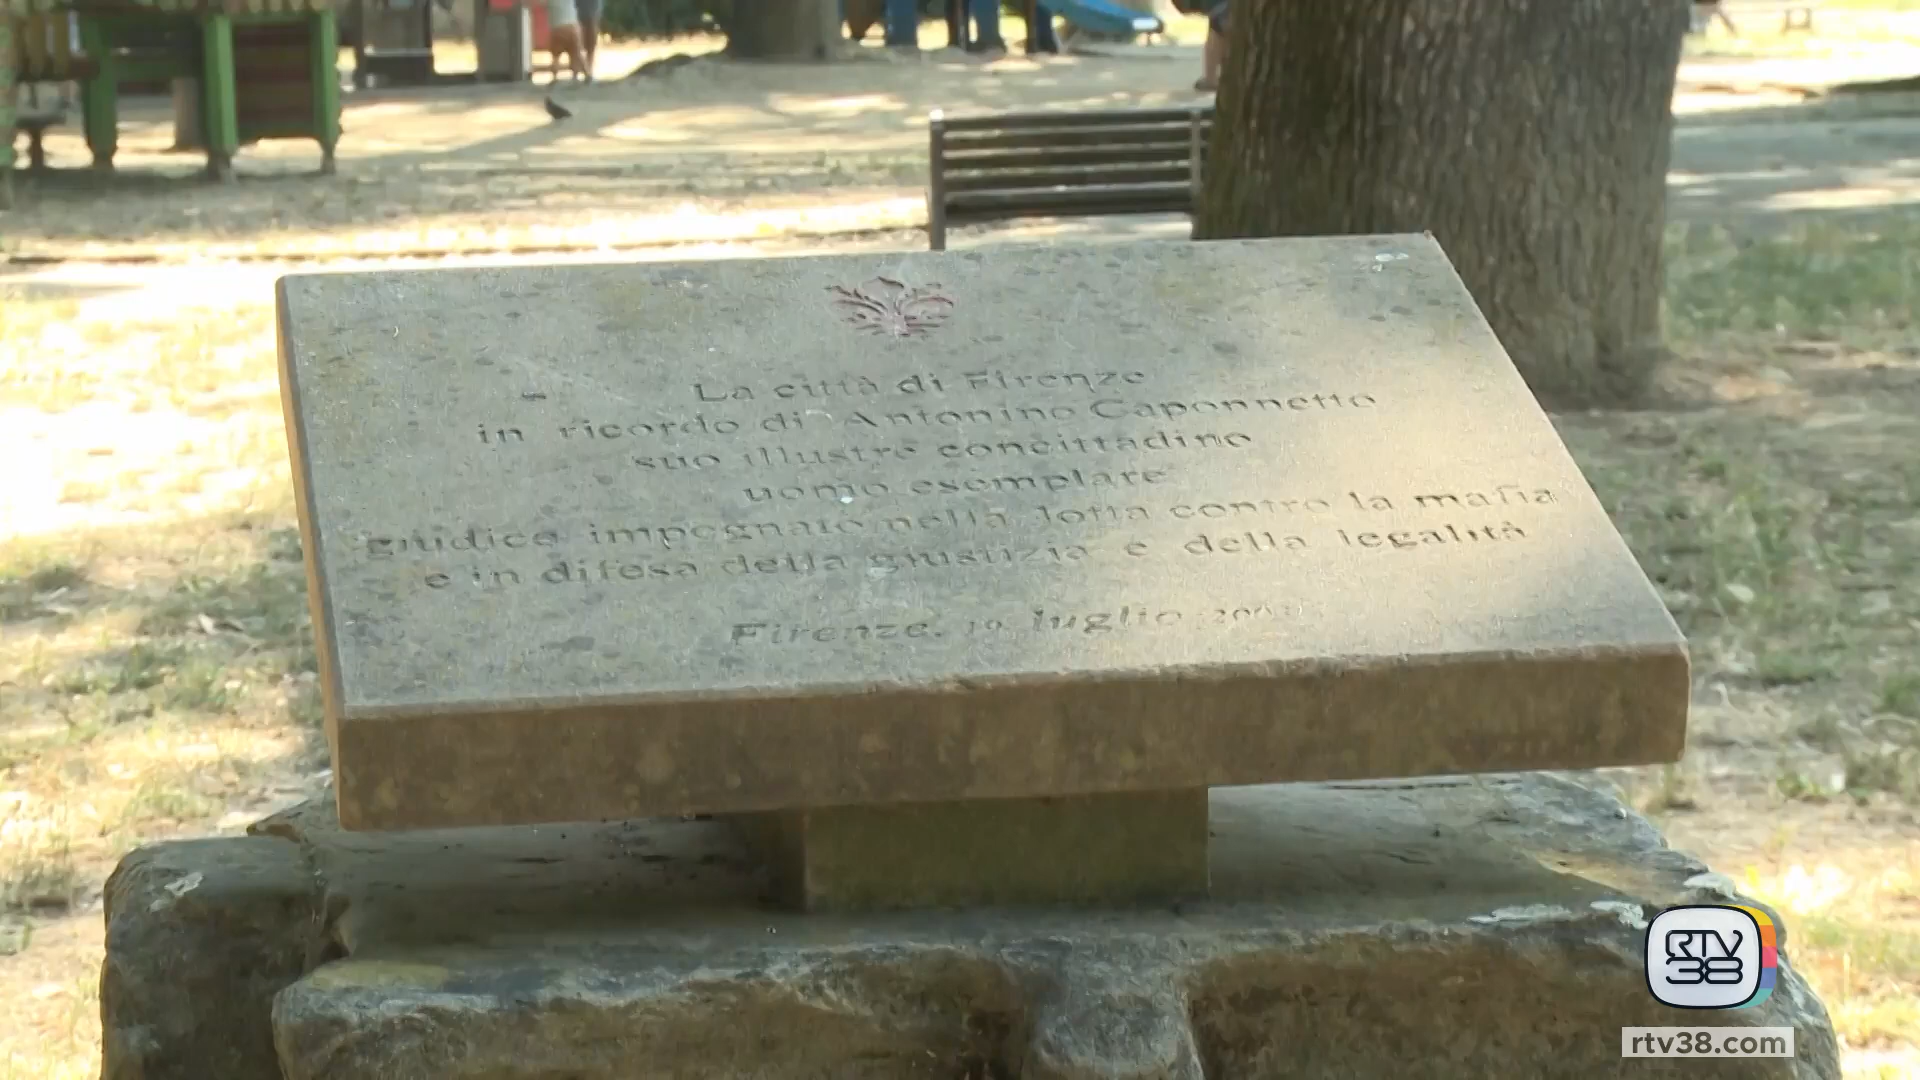 La città di Firenze
in ricordo di Antonino Caponnetto
suo illustre concittadino
uomo esemplare
giudice impegnato nella lotta contro la mafia
e in difesa della giustizia e della legalità
Firenze, 19 luglio
RTV
38
rtv38.com